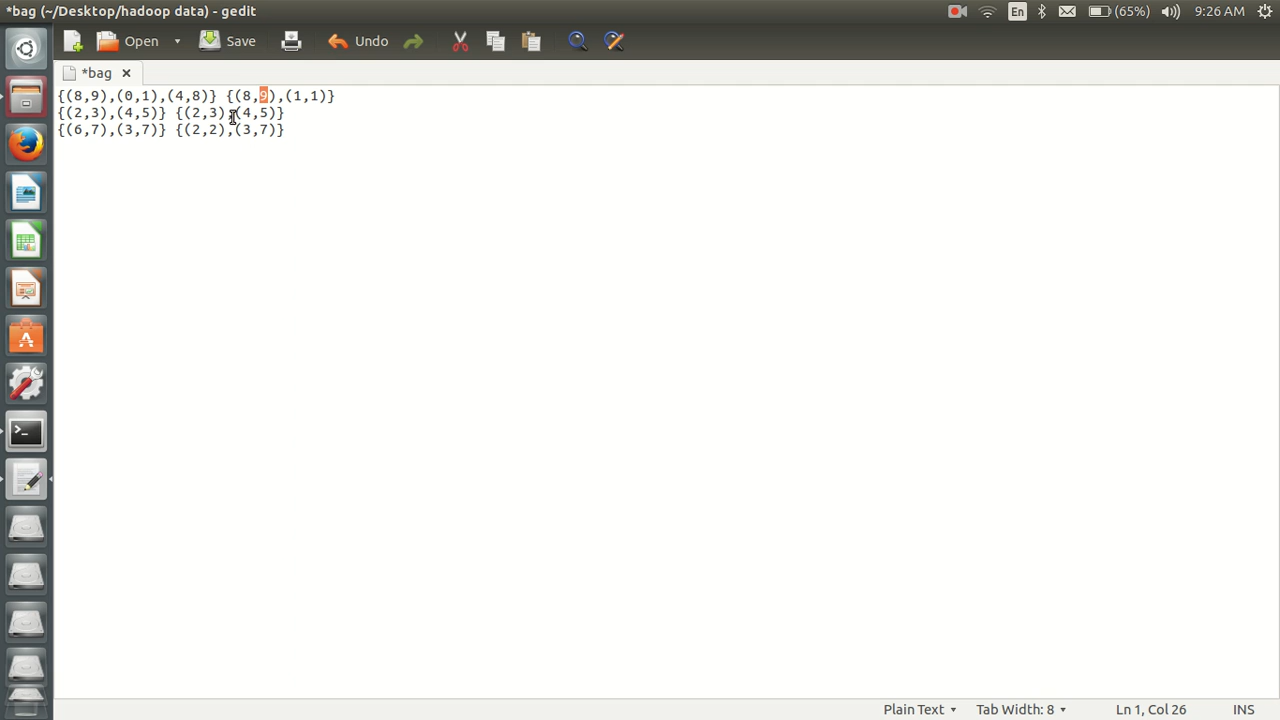 *bag (~/Desktop/hadoop data) - gedit
En
(65%)
9:26 AM
Open
Save
Undo
*bag ×
{(8,9),(0,1),(4,8)} {(8,9),(1,1)}
{(2,3),(4,5)} {(2,3),(4,5)}
{(6,7),(3,7)} {(2,2),(3,7)}
Plain Text
Tab Width: 8
Ln 1, Col 26
INS